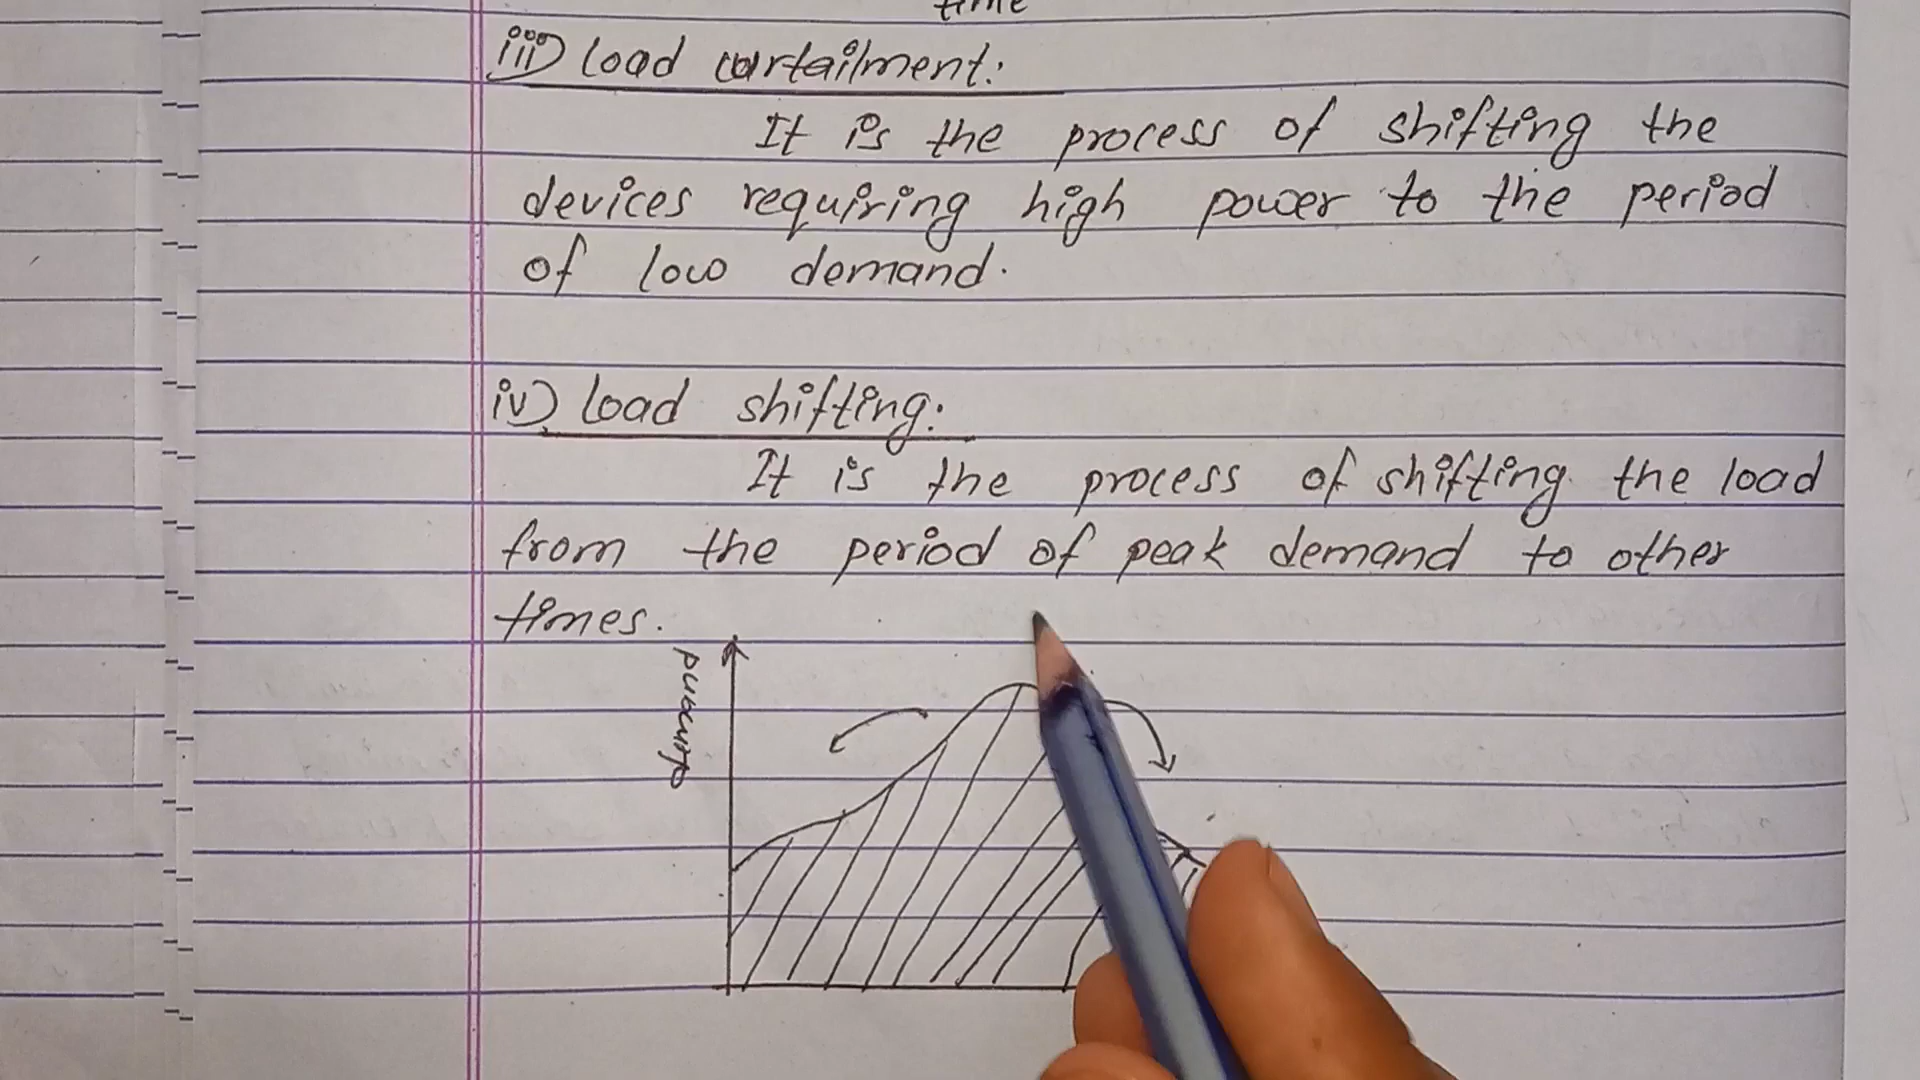 time
iii) Load curtailment:
It is the process of shifting the
devices requiring high power to the period
of low demand.
iv) Load shifting:
It is the process of shifting the load
from the period of peak demand to other
times.
demand